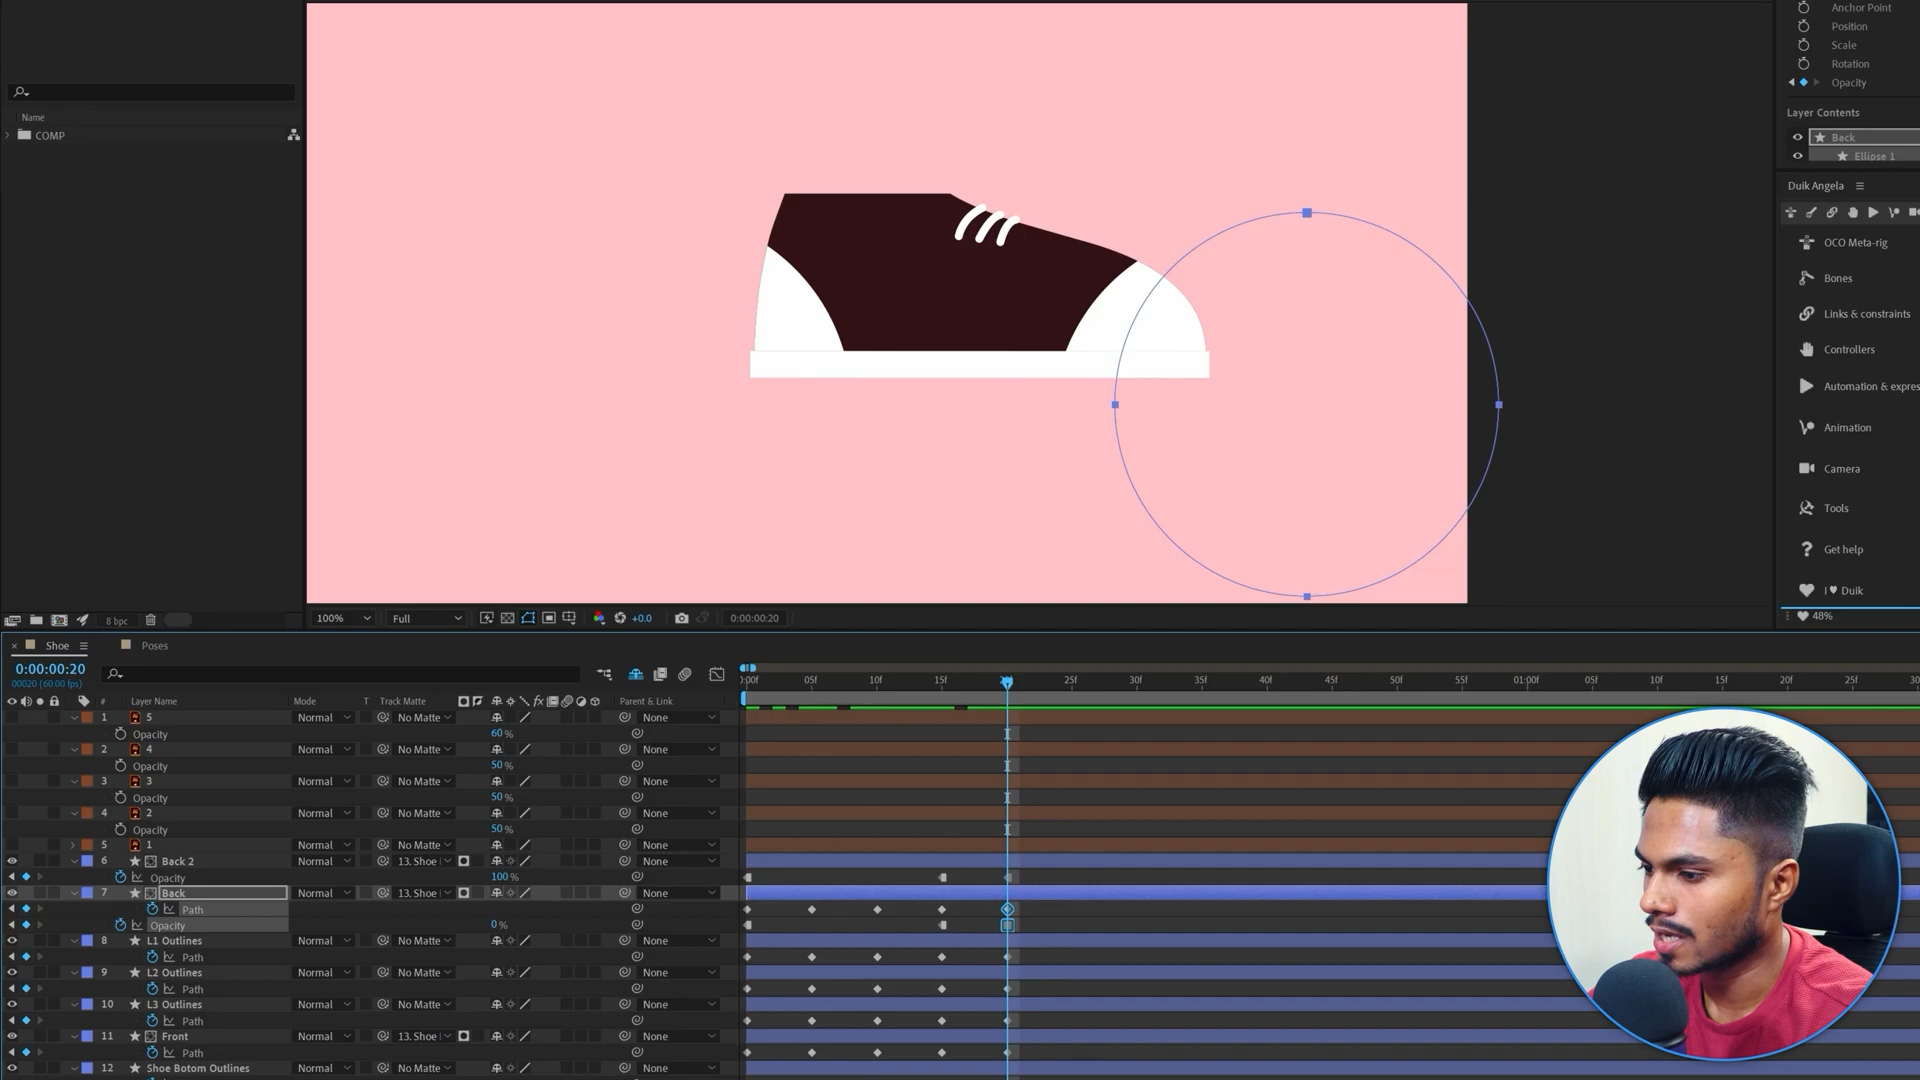 Anchor Point
Position
Scale
Rotation
Opacity
Name
COMP
Layer Contents
Back
Ellipse 1
Duik Angela
OCO Meta-rig
Bones
Links & constraints
Controllers
Automation & expres
Animation
Camera
Tools
Get help
I ♥ Duik
48%
8 bpc
100% Full +0.0 0:00:00:20
Shoe Poses
0:00:00:20
00020 (60.00 fps)
:00f 05f 10f 15f 25f 30f 35f 40f 45f 50f 55f 01:00f 05f 10f 15f 20f 25f 30
# Layer Name Mode T Track Matte fx Parent & Link
1 Ai 5 Normal No Matte None
Opacity 60 %
2 Ai 4 Normal No Matte None
Opacity 50 %
3 Ai 3 Normal No Matte None
Opacity 50 %
4 Ai 2 Normal No Matte None
Opacity 50 %
5 Ai 1 Normal No Matte None
6 Back 2 Normal 13. Shoe None
Opacity 100 %
7 Back Normal 13. Shoe None
Path
Opacity 0 %
8 L1 Outlines Normal No Matte None
Path
9 L2 Outlines Normal No Matte None
Path
10 L3 Outlines Normal No Matte None
Path
11 Front Normal 13. Shoe None
Path
12 Shoe Botom Outlines Normal No Matte None